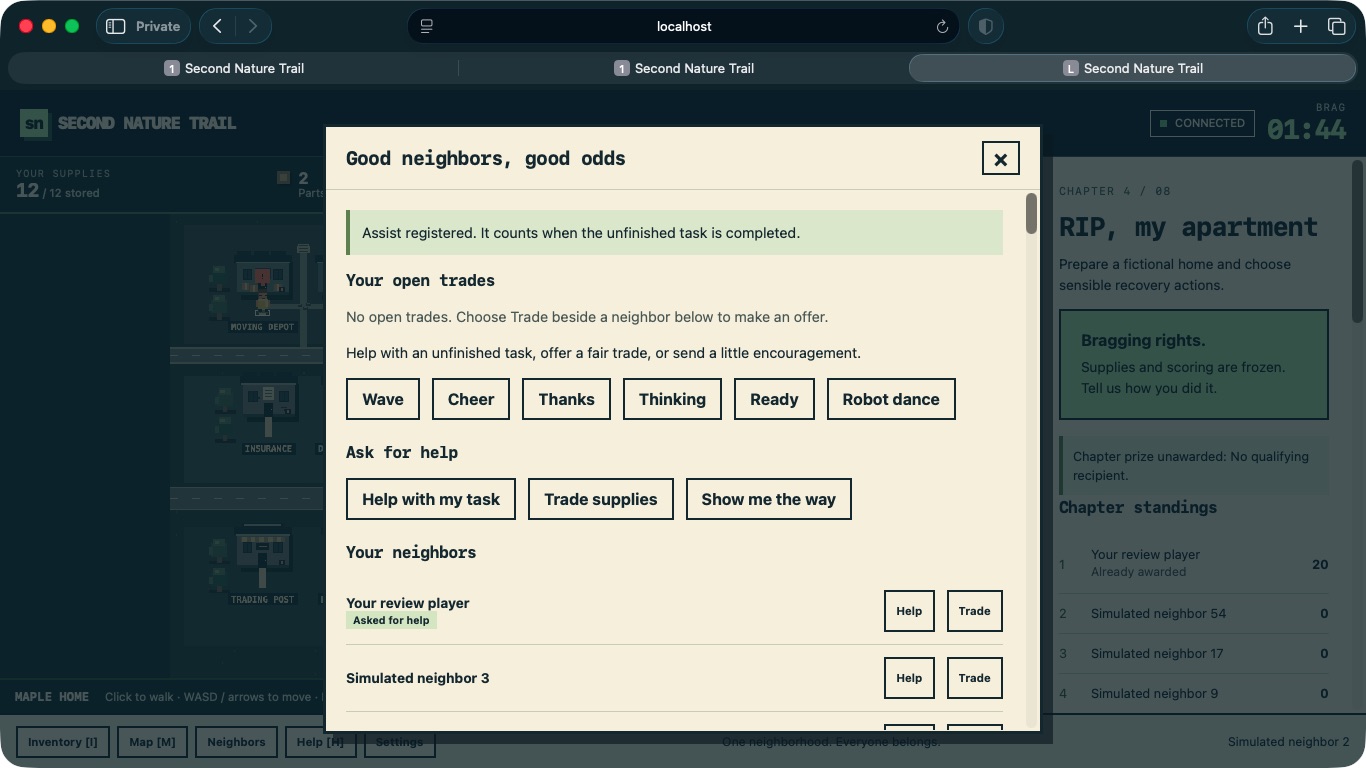 Private
localhost
1 Second Nature Trail
1 Second Nature Trail
L Second Nature Trail
sn SECOND NATURE TRAIL
CONNECTED
BRAG
01:44
YOUR SUPPLIES
12 / 12 stored
2
Parts
MOVING DEPOT
INSURANCE
TRADING POST
Good neighbors, good odds
×
Assist registered. It counts when the unfinished task is completed.
Your open trades
No open trades. Choose Trade beside a neighbor below to make an offer.
Help with an unfinished task, offer a fair trade, or send a little encouragement.
Wave Cheer Thanks Thinking Ready Robot dance
Ask for help
Help with my task Trade supplies Show me the way
Your neighbors
Your review player
Asked for help
Help Trade
Simulated neighbor 3
Help Trade
CHAPTER 4 / 08
RIP, my apartment
Prepare a fictional home and choose
sensible recovery actions.
Bragging rights.
Supplies and scoring are frozen.
Tell us how you did it.
Chapter prize unawarded: No qualifying
recipient.
Chapter standings
1 Your review player 20
Already awarded
2 Simulated neighbor 54 0
3 Simulated neighbor 17 0
4 Simulated neighbor 9 0
MAPLE HOME Click to walk · WASD / arrows to move ·
Inventory [I] Map [M] Neighbors Help [H] Settings
One neighborhood. Everyone belongs.
Simulated neighbor 2